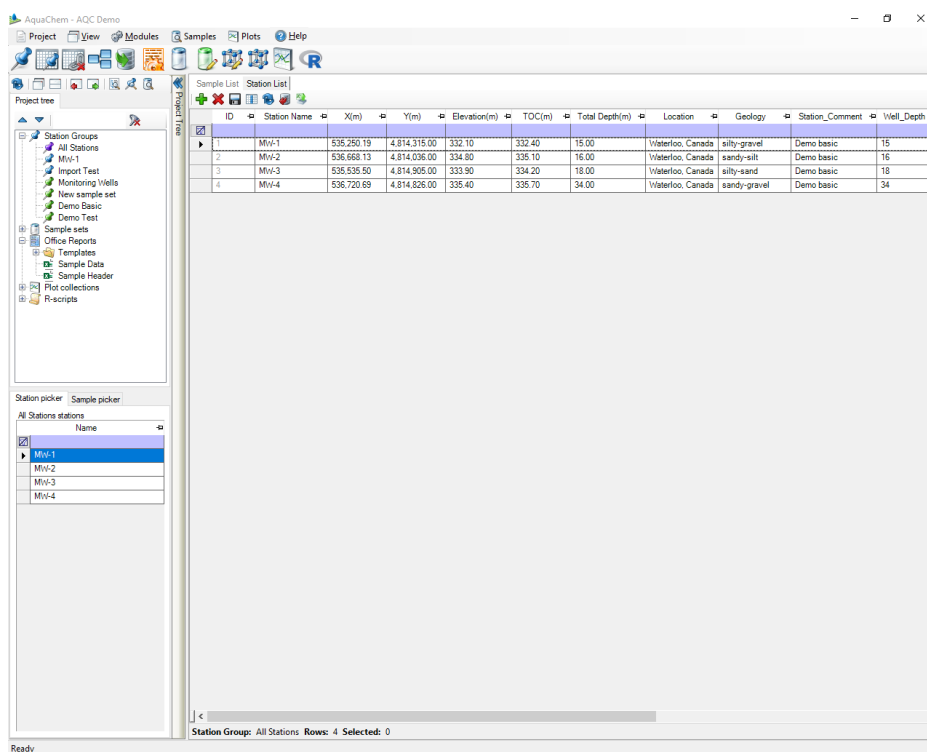 AquaChem - AQC Demo
Project View Modules Samples Plots Help
Sample List Station List
Project tree
Project Tree
ID Station Name X(m) Y(m) Elevation(m) TOC(m) Total Depth(m) Location Geology Station_Comment Well_Depth
1 MW-1 535,250.19 4,814,315.00 332.10 332.40 15.00 Waterloo, Canada silty-gravel Demo basic 15
2 MW-2 536,668.13 4,814,036.00 334.80 335.10 16.00 Waterloo, Canada sandy-silt Demo basic 16
3 MW-3 535,535.50 4,814,905.00 333.90 334.20 18.00 Waterloo, Canada silty-sand Demo basic 18
4 MW-4 536,720.69 4,814,826.00 335.40 335.70 34.00 Waterloo, Canada sandy-gravel Demo basic 34
Station Groups
All Stations
MW-1
Import Test
Monitoring Wells
New sample set
Demo Basic
Demo Test
Sample sets
Office Reports
Templates
Sample Data
Sample Header
Plot collections
R-scripts
Station picker Sample picker
All Stations stations
Name
MW-1
MW-2
MW-3
MW-4
Station Group: All Stations Rows: 4 Selected: 0
Ready